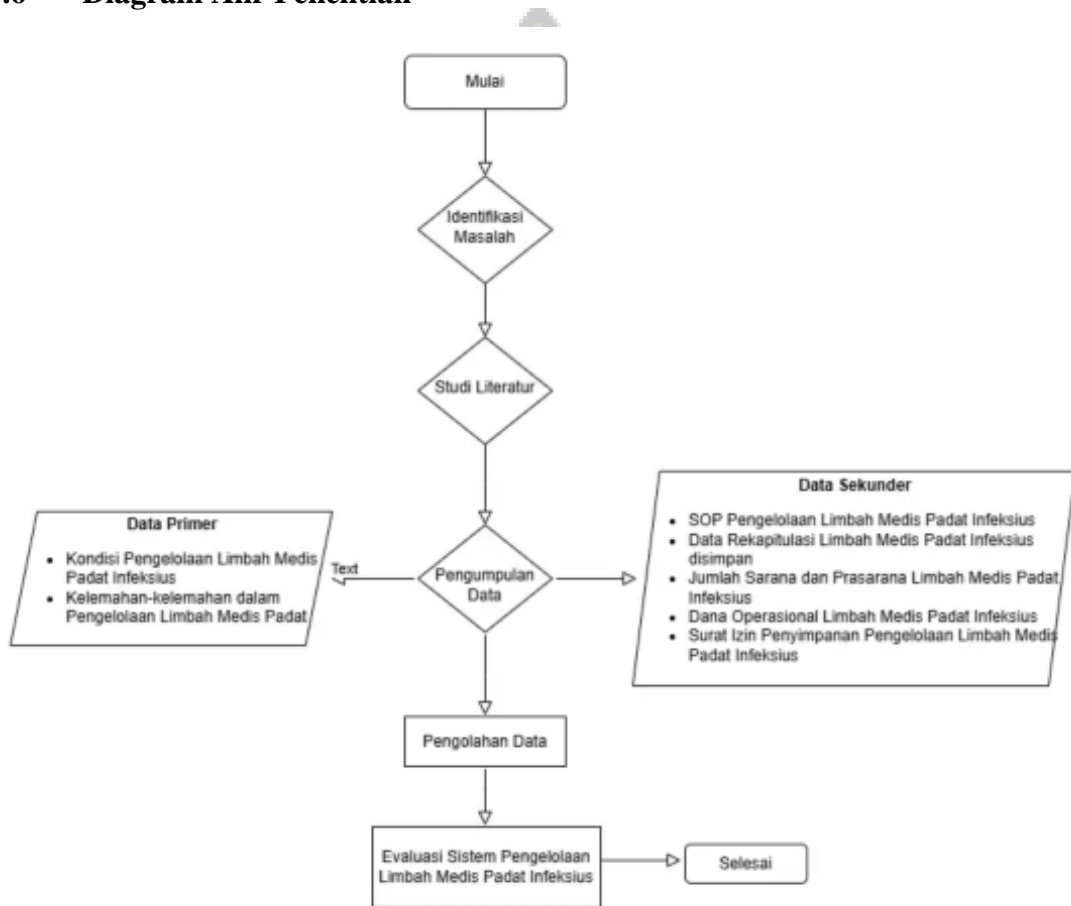 Mulai
Identifikasi
Masalah
Studi Literatur
Data Primer
• Kondisi Pengelolaan Limbah Medis
Padat Infeksius
• Kelemahan-kelemahan dalam
Pengelolaan Limbah Medis Padat
Text
Pengumpulan
Data
Data Sekunder
• SOP Pengelolaan Limbah Medis Padat Infeksius
• Data Rekapitulasi Limbah Medis Padat Infeksius
disimpan
• Jumlah Sarana dan Prasarana Limbah Medis Padat
Infeksius
• Dana Operasional Limbah Medis Padat Infeksius
• Surat Izin Penyimpanan Pengelolaan Limbah Medis
Padat Infeksius
Pengolahan Data
Evaluasi Sistem Pengelolaan
Limbah Medis Padat Infeksius
Selesai